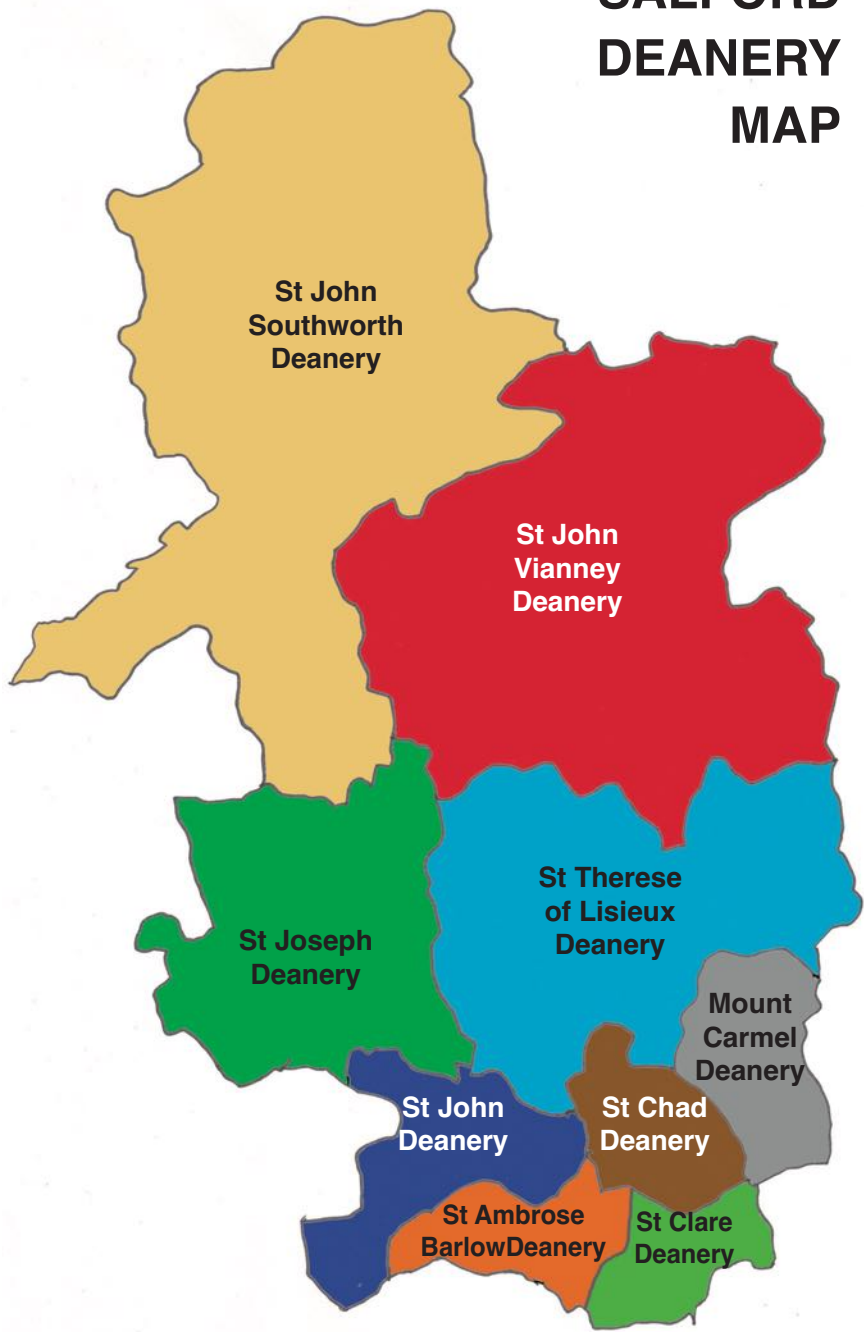 SALFORD
DEANERY
MAP
St John
Southworth
Deanery
St John
Vianney
Deanery
St Therese
of Lisieux
Deanery
St Joseph
Deanery
Mount
Carmel
Deanery
St John
Deanery
St Chad
Deanery
St Ambrose
BarlowDeanery
St Clare
Deanery